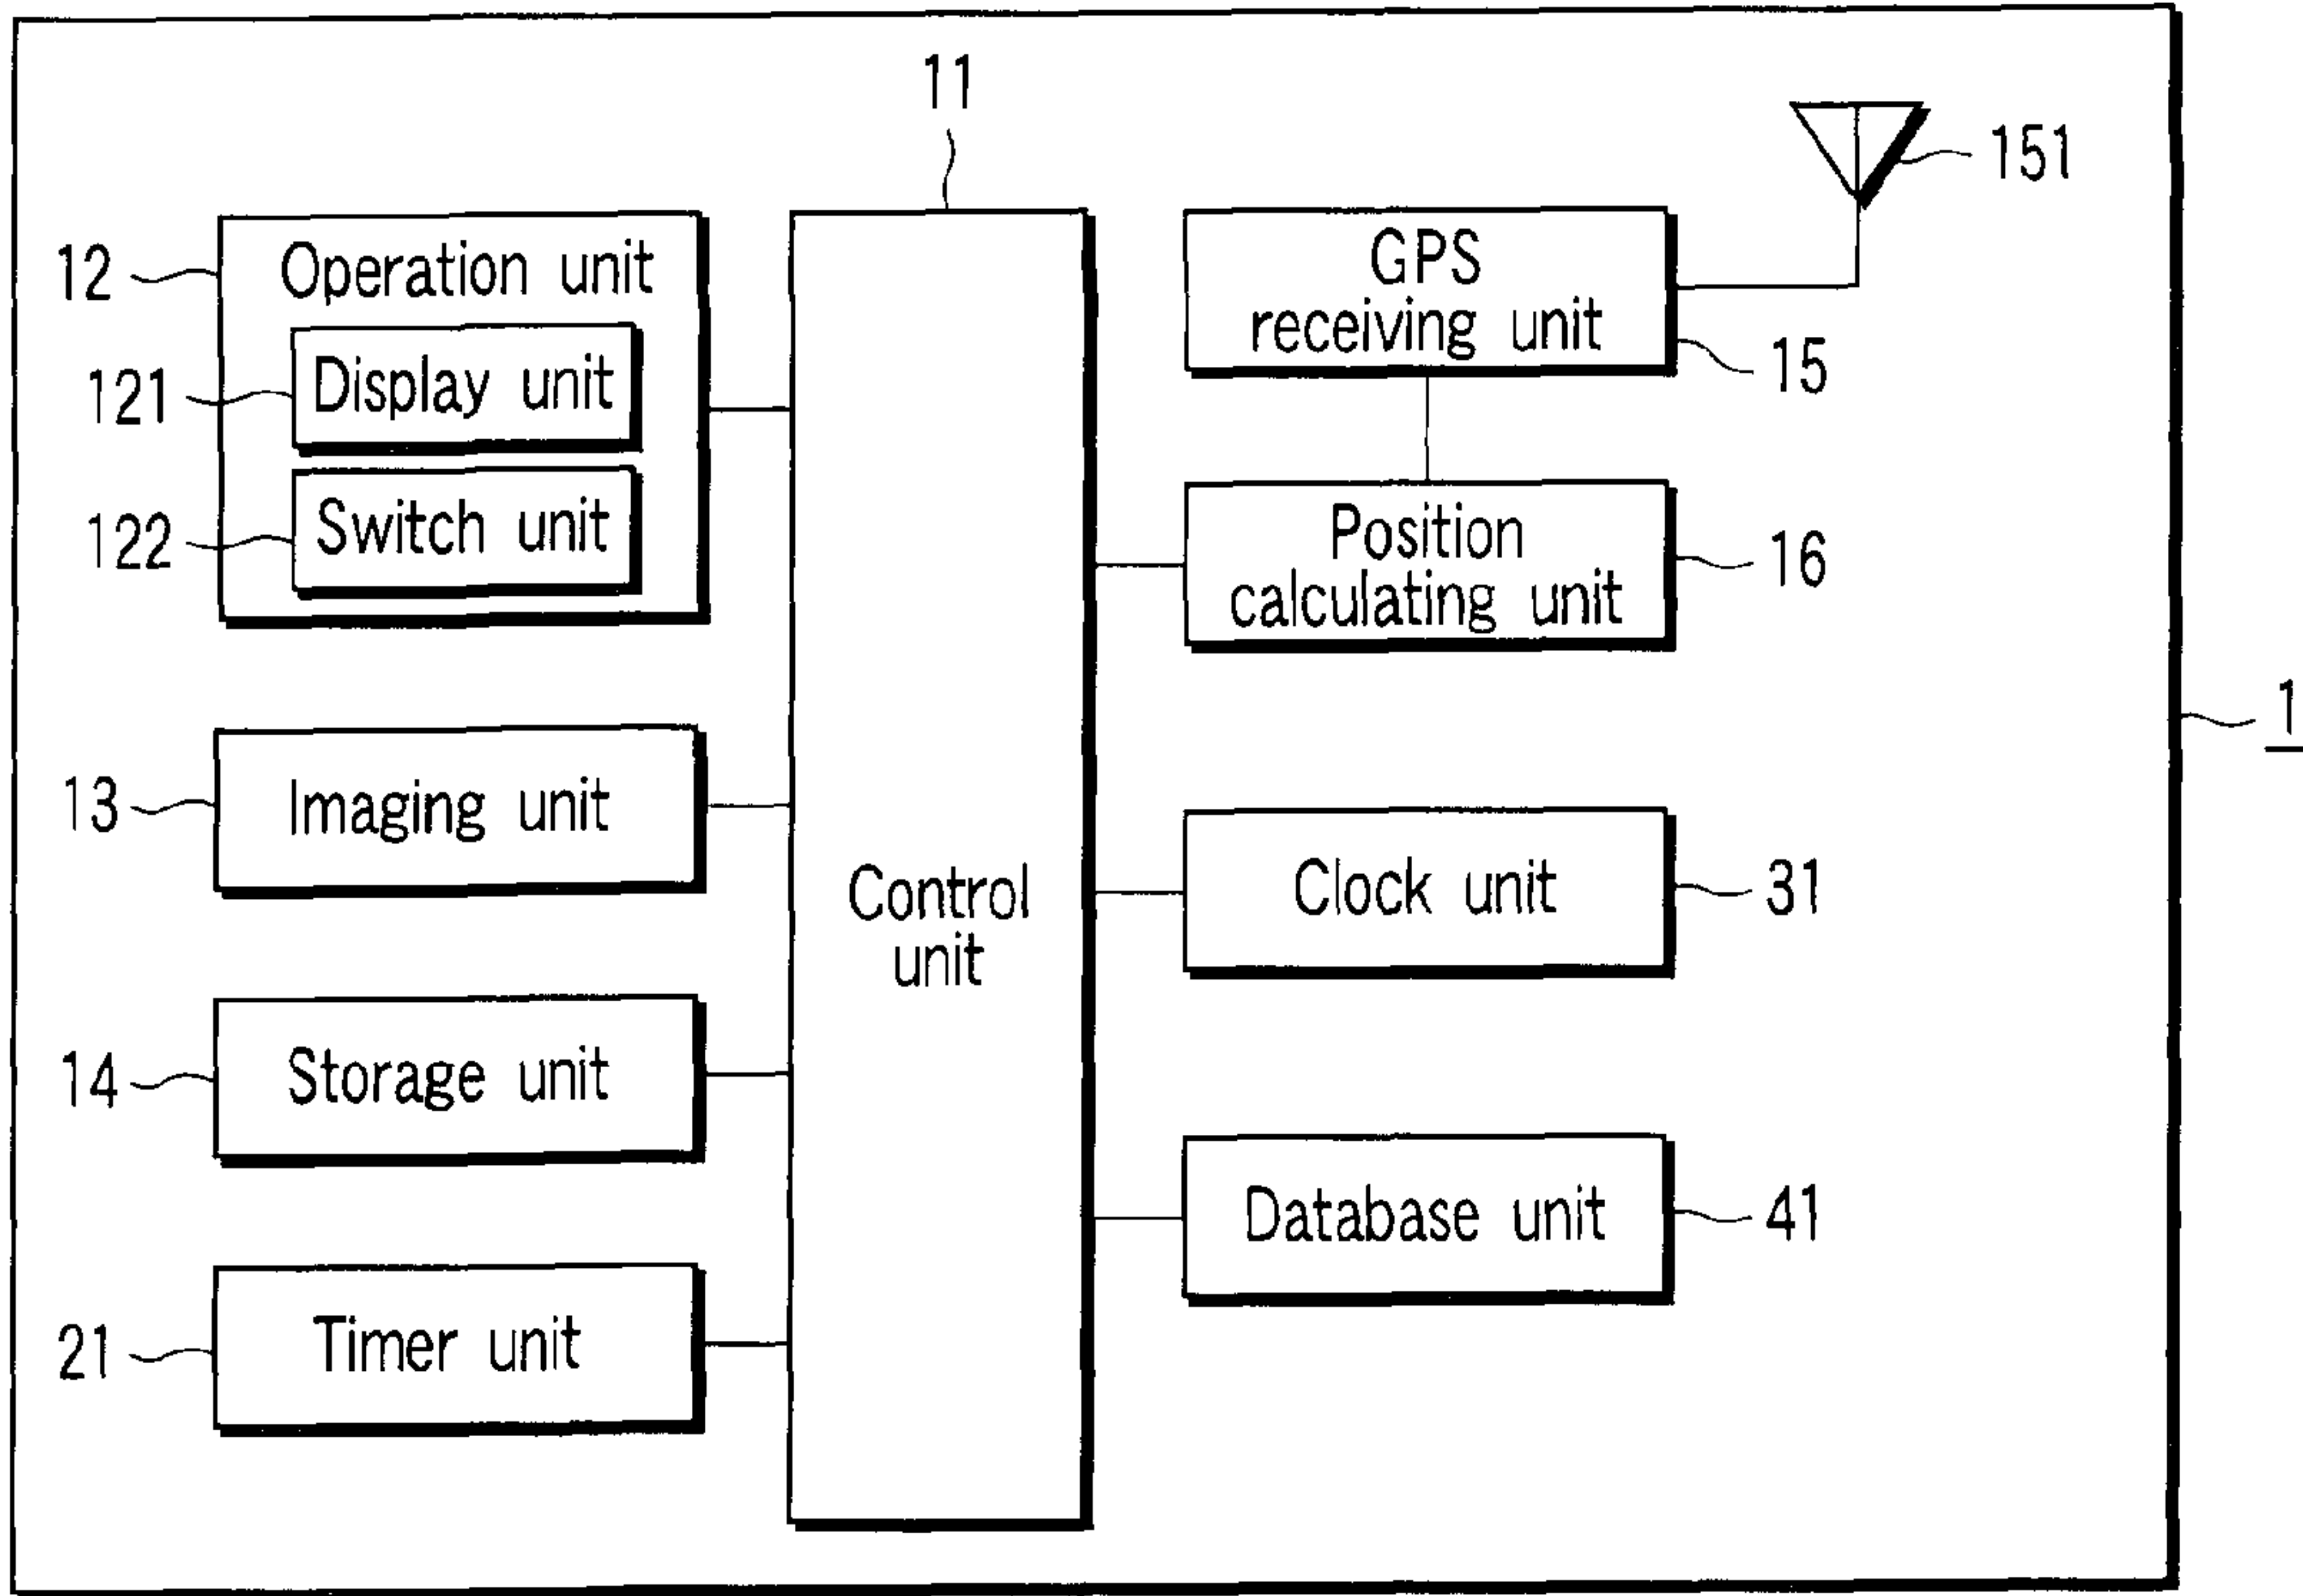 11
151
12
Operation unit
GPS
receiving unit
15
121
Display unit
122
Switch unit
Position
calculating unit
16
1
13
Imaging unit
Control
unit
Clock unit
31
14
Storage unit
Database unit
41
21
Timer unit